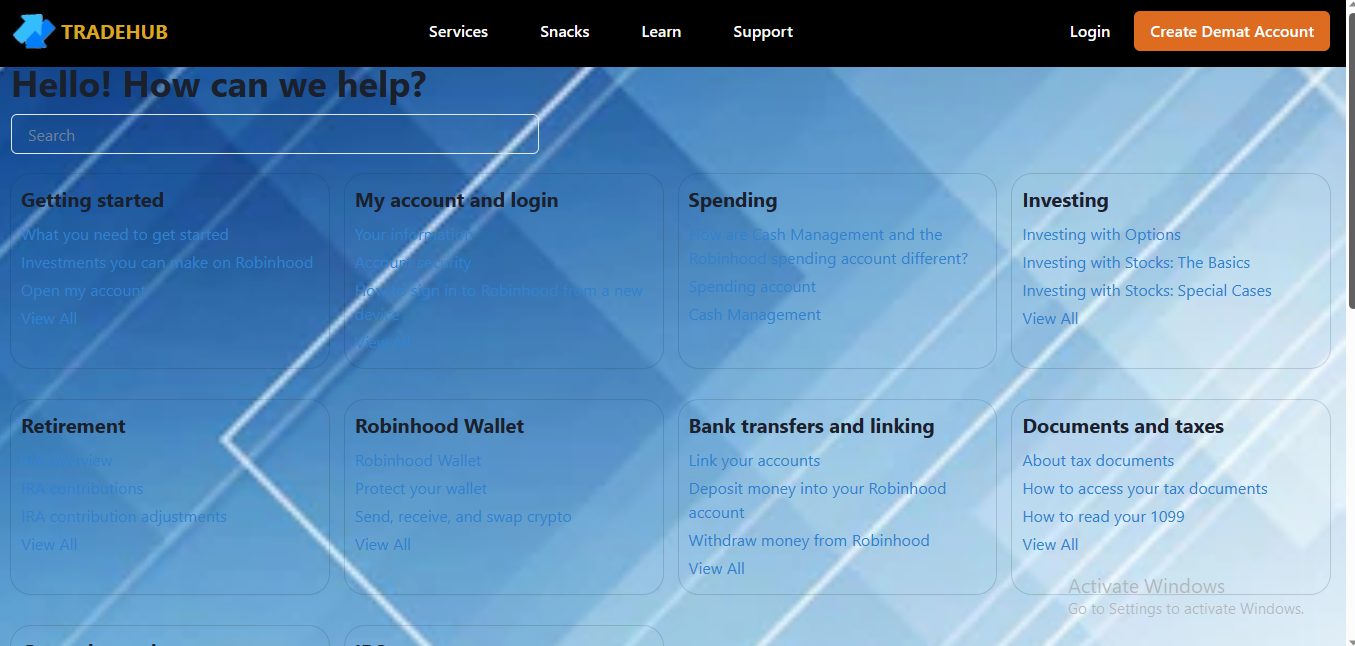 TRADEHUB
Services
Snacks
Learn
Support
Login
Create Demat Account
Hello! How can we help?
Search
Getting started
What you need to get started
Investments you can make on Robinhood
Open my account
View All
My account and login
Your information
Account security
How to sign in to Robinhood from a new
device
View All
Spending
How are Cash Management and the
Robinhood spending account different?
Spending account
Cash Management
Investing
Investing with Options
Investing with Stocks: The Basics
Investing with Stocks: Special Cases
View All
Retirement
IRA contributions
IRA contribution adjustments
View All
Robinhood Wallet
Robinhood Wallet
Protect your wallet
Send, receive, and swap crypto
View All
Bank transfers and linking
Link your accounts
Deposit money into your Robinhood
account
Withdraw money from Robinhood
View All
Documents and taxes
About tax documents
How to access your tax documents
How to read your 1099
View All
Activate Windows
Go to Settings to activate Windows.